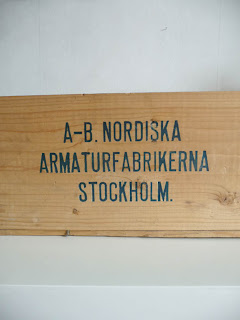 A-B. NORDISKA
ARMATURFABRIKERNA
STOCKHOLM.